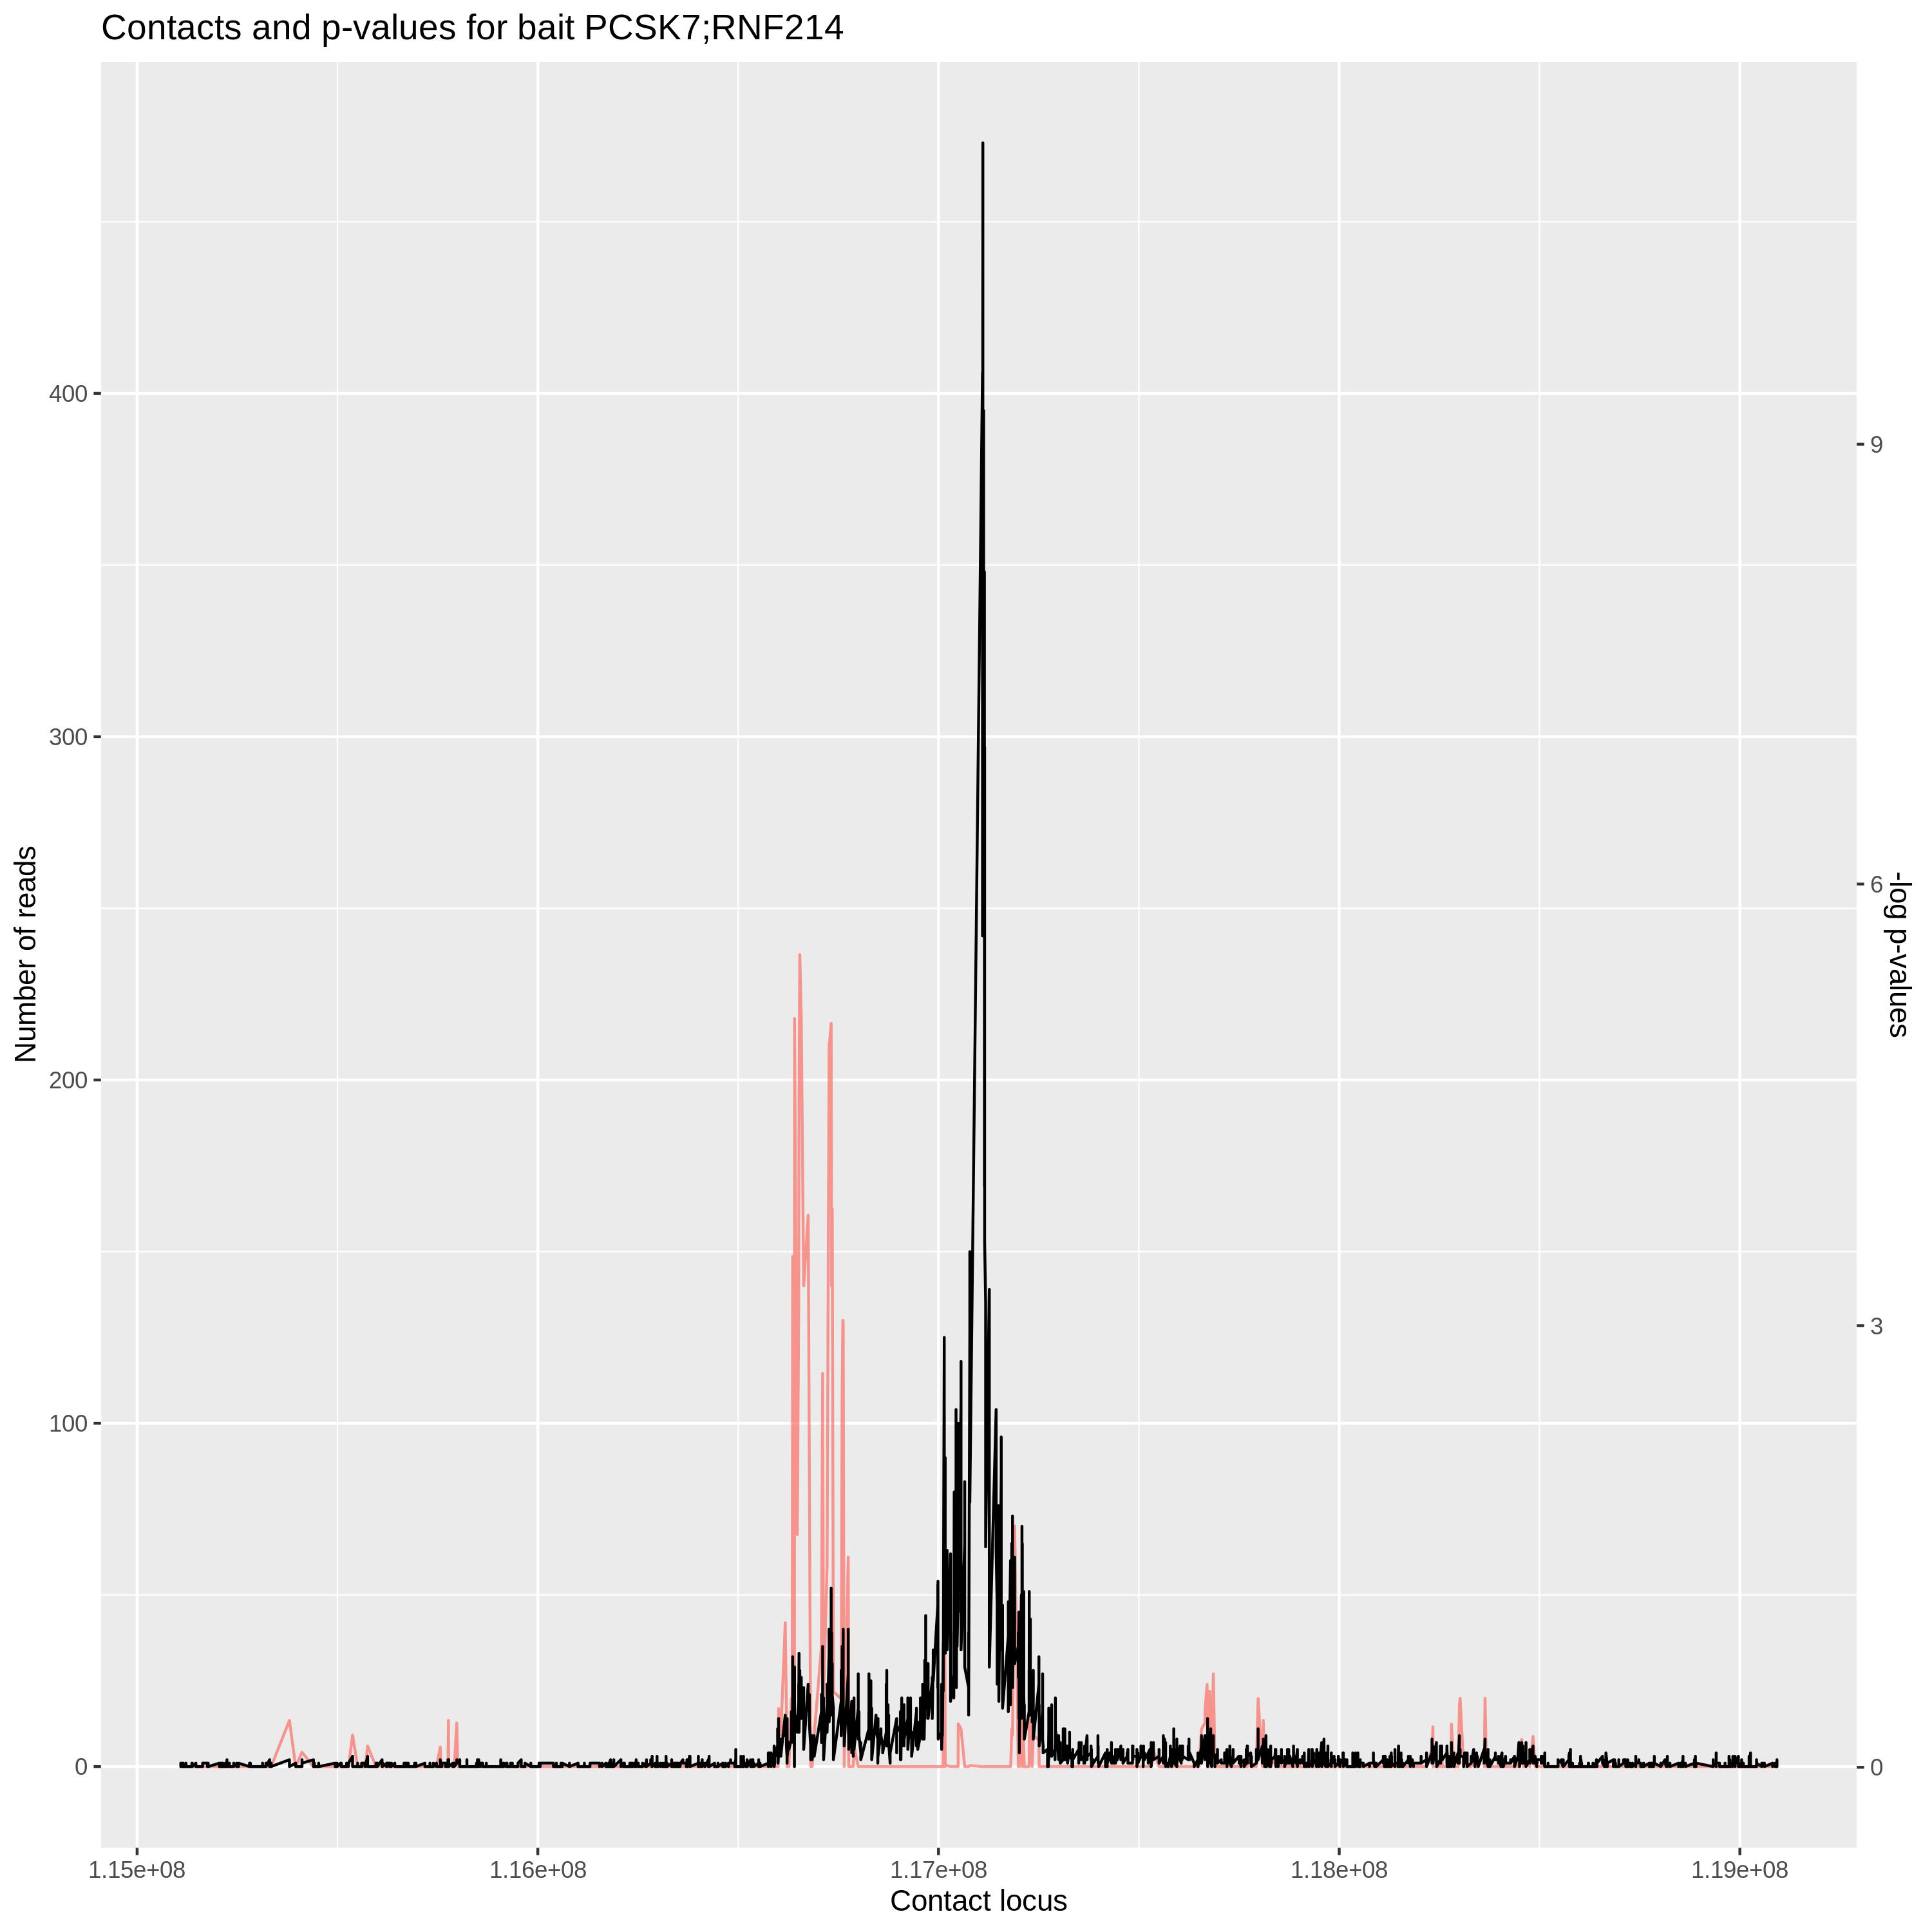 Contacts and p-values for bait PCSK7;RNF214
400
300
200
100
0
Number of reads
9
6
3
0
-log p-values
1.15e+08
1.16e+08
1.17e+08
1.18e+08
1.19e+08
Contact locus